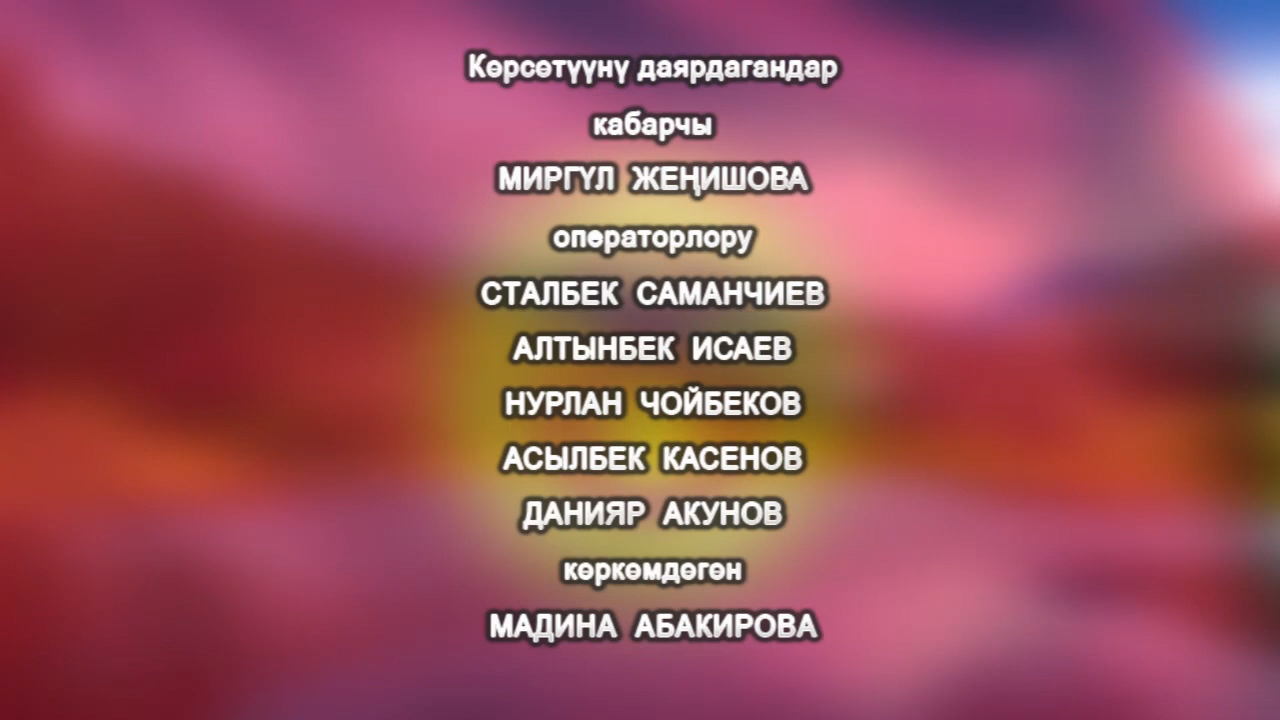 Көрсөтүүнү даярдагандар
кабарчы
МИРГҮЛ ЖЕҢИШОВА
операторлору
СТАЛБЕК САМАНЧИЕВ
АЛТЫНБЕК ИСАЕВ
НУРЛАН ЧОЙБЕКОВ
АСЫЛБЕК КАСЕНОВ
ДАНИЯР АКУНОВ
көркөмдөгөн
МАДИНА АБАКИРОВА